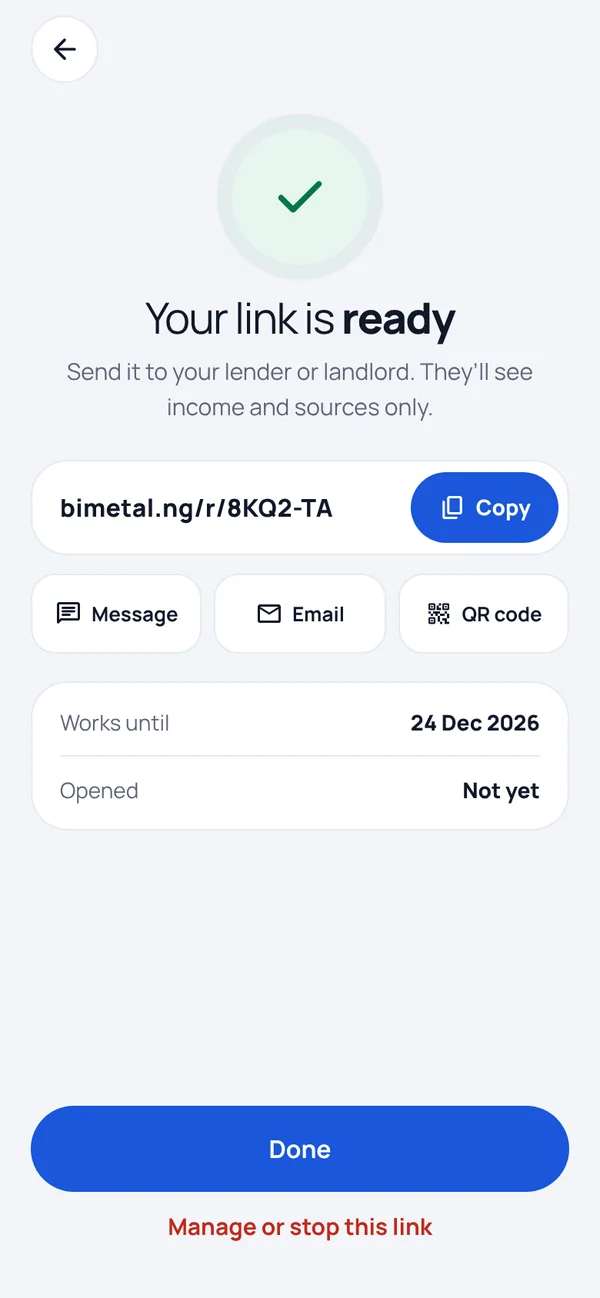 Your link is ready
Send it to your lender or landlord. They’ll see
income and sources only.
bimetal.ng/r/8KQ2-TA
Copy
Message
Email
QR code
Works until
24 Dec 2026
Opened
Not yet
Done
Manage or stop this link